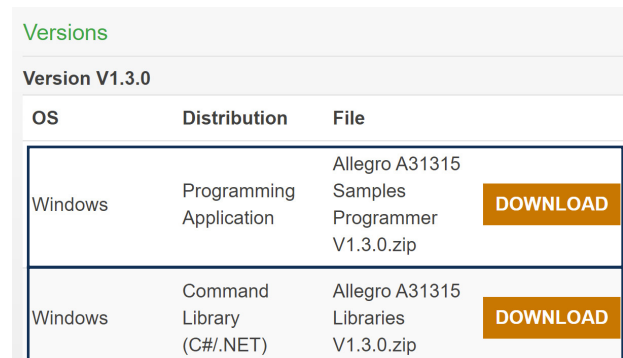 Versions
Version V1.3.0
OS Distribution File
Windows Programming Application Allegro A31315 Samples Programmer V1.3.0.zip DOWNLOAD
Windows Command Library (C#/.NET) Allegro A31315 Libraries V1.3.0.zip DOWNLOAD